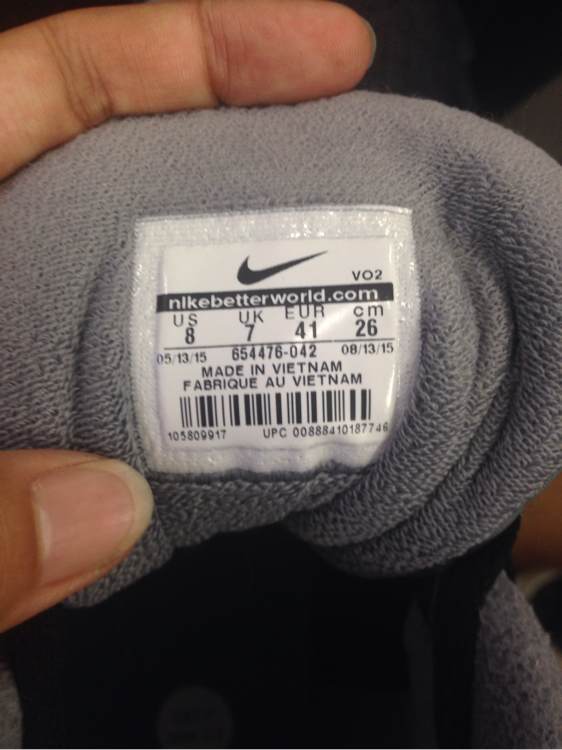 VO2
nikebetterworld.com
US UK EUR cm
8 7 41 26
05/13/15 654476-042 08/13/15
MADE IN VIETNAM
FABRIQUE AU VIETNAM
105809917 UPC 00888410187746